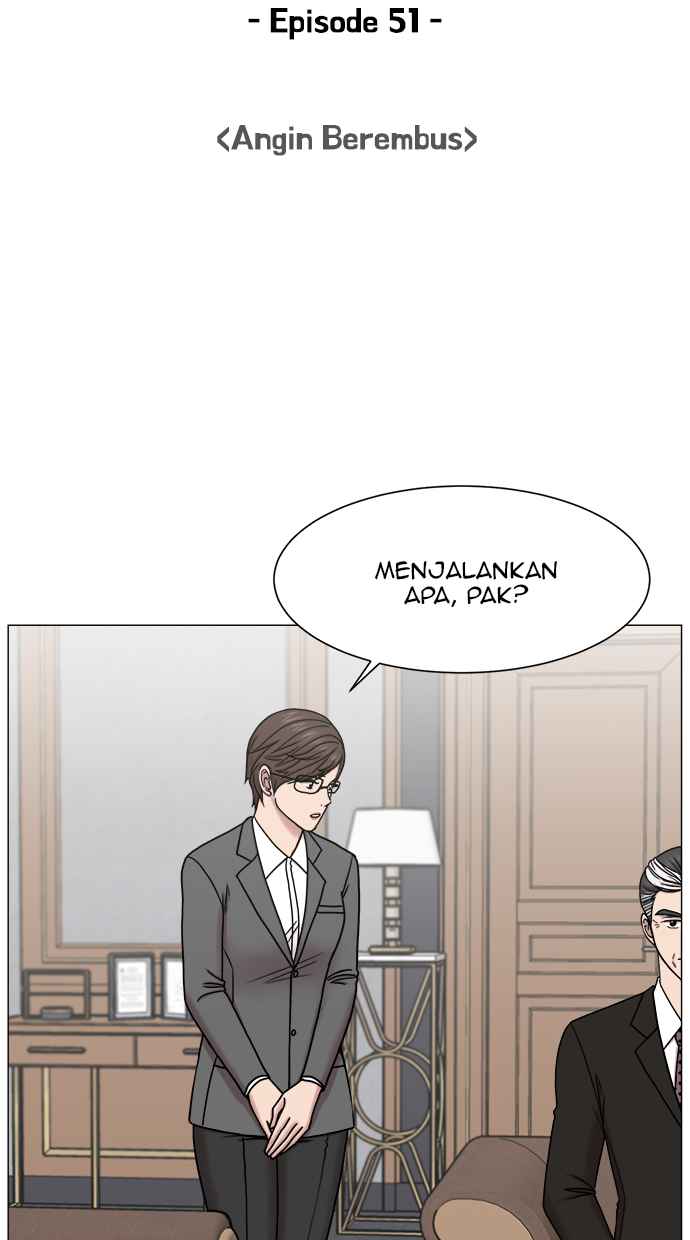 - Episode 51 -
<Angin Berembus>
MENJALANKAN
APA, PAK?